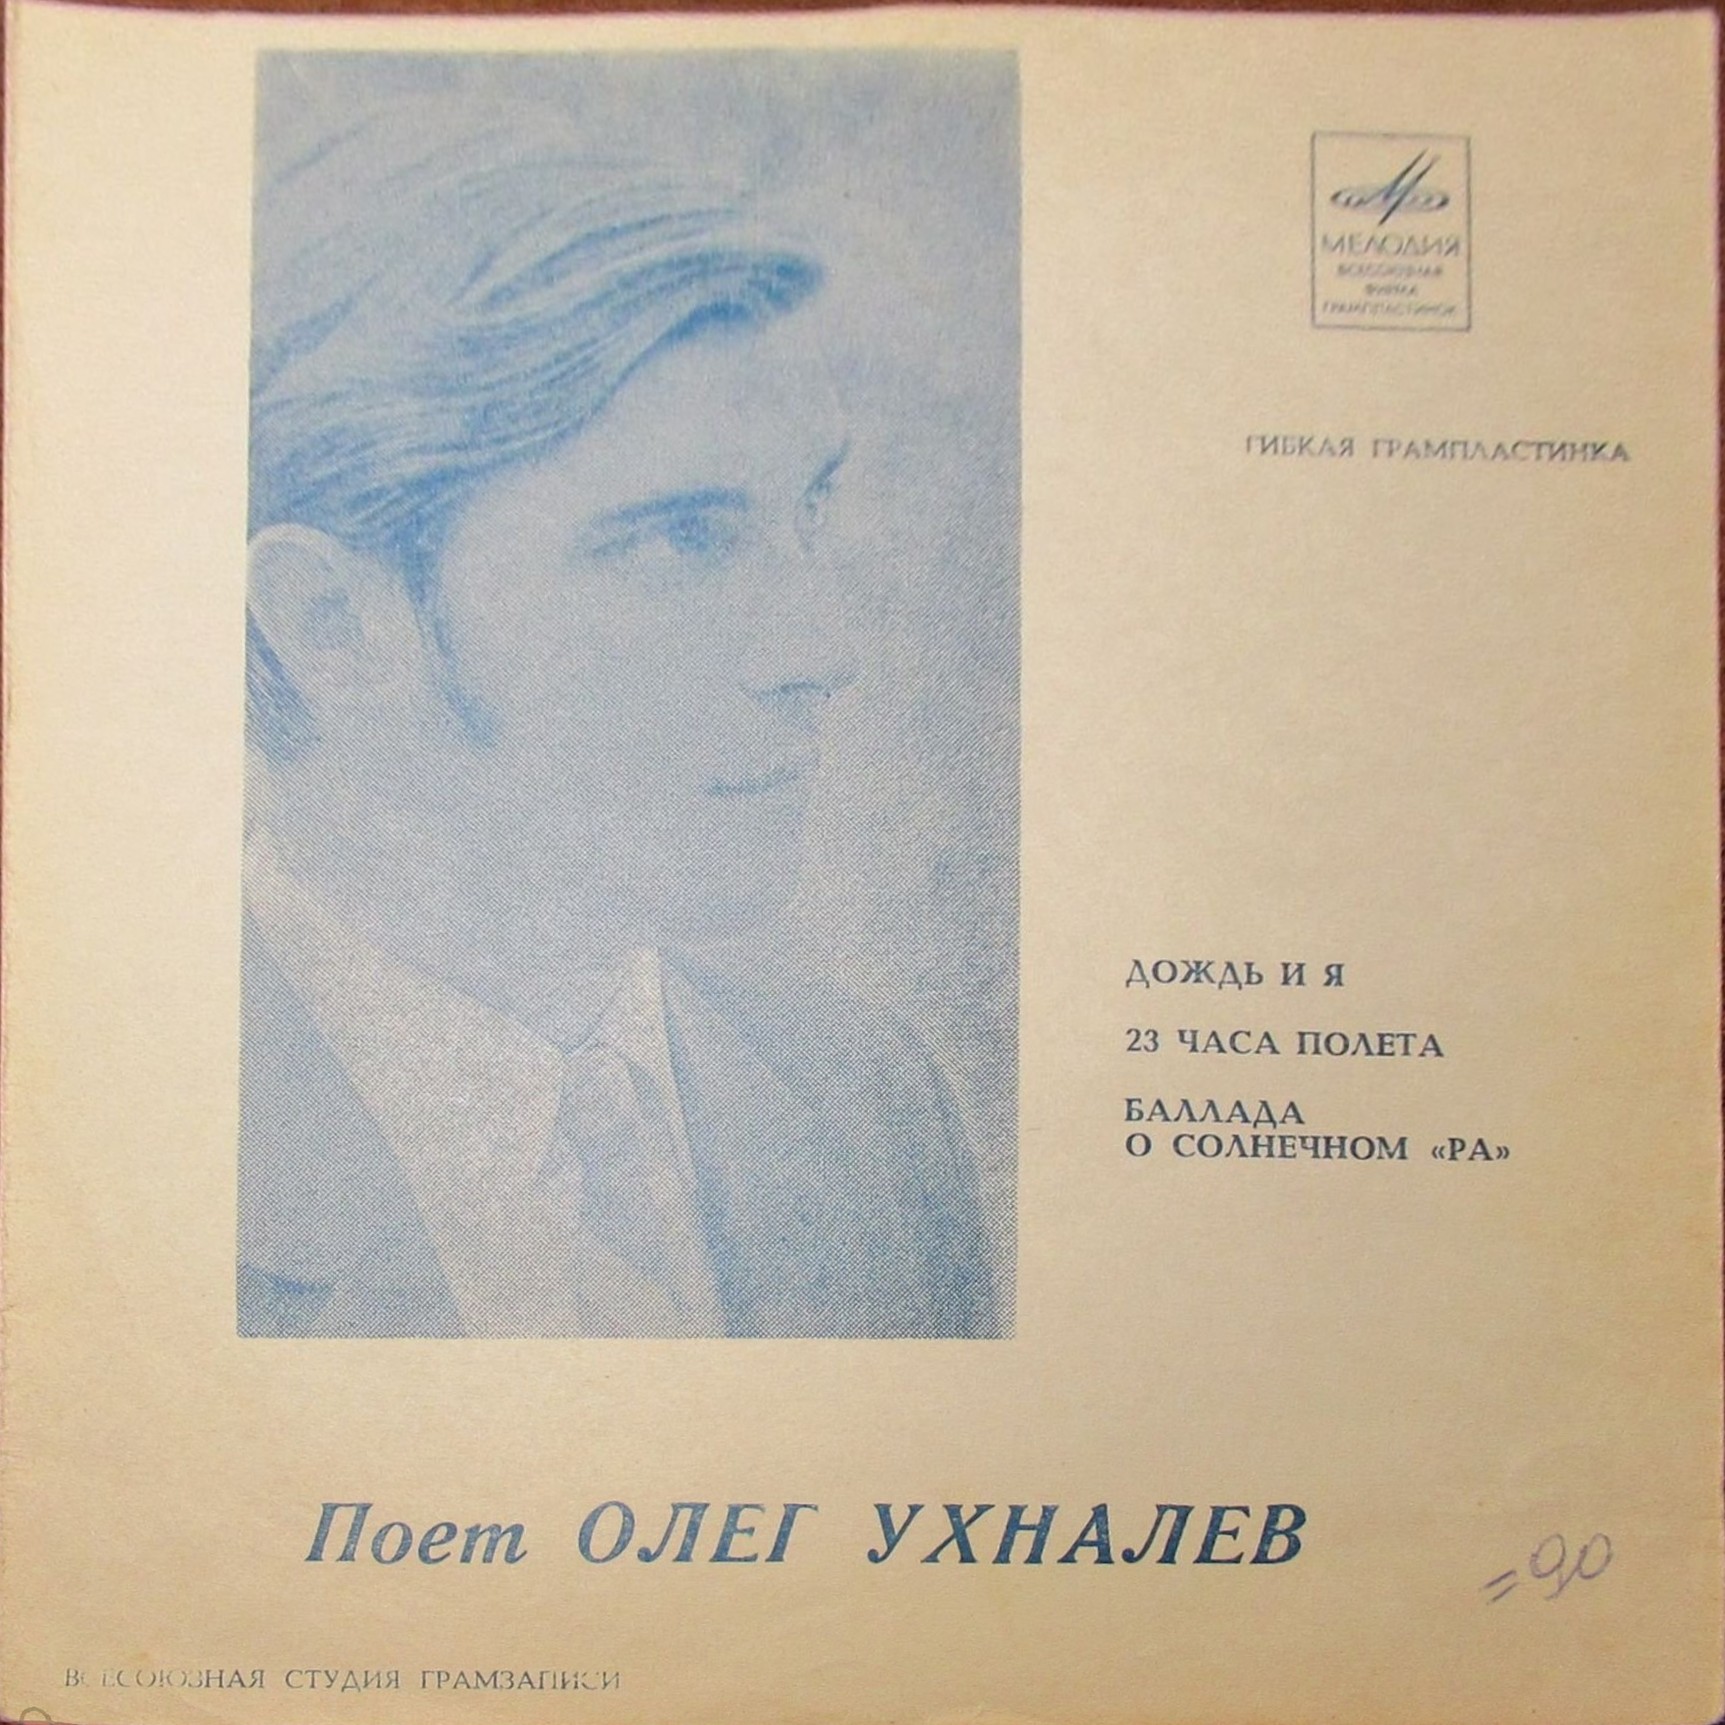 МЕЛОДИЯ
ВСЕСОЮЗНАЯ
ФИРМА
ГРАМПЛАСТИНОК
ГИБКАЯ ГРАМПЛАСТИНКА
ДОЖДЬ И Я
23 ЧАСА ПОЛЕТА
БАЛЛАДА
О СОЛНЕЧНОМ «РА»
Поет ОЛЕГ УХНАЛЕВ
=90
ВСЕСОЮЗНАЯ СТУДИЯ ГРАМЗАПИСИ